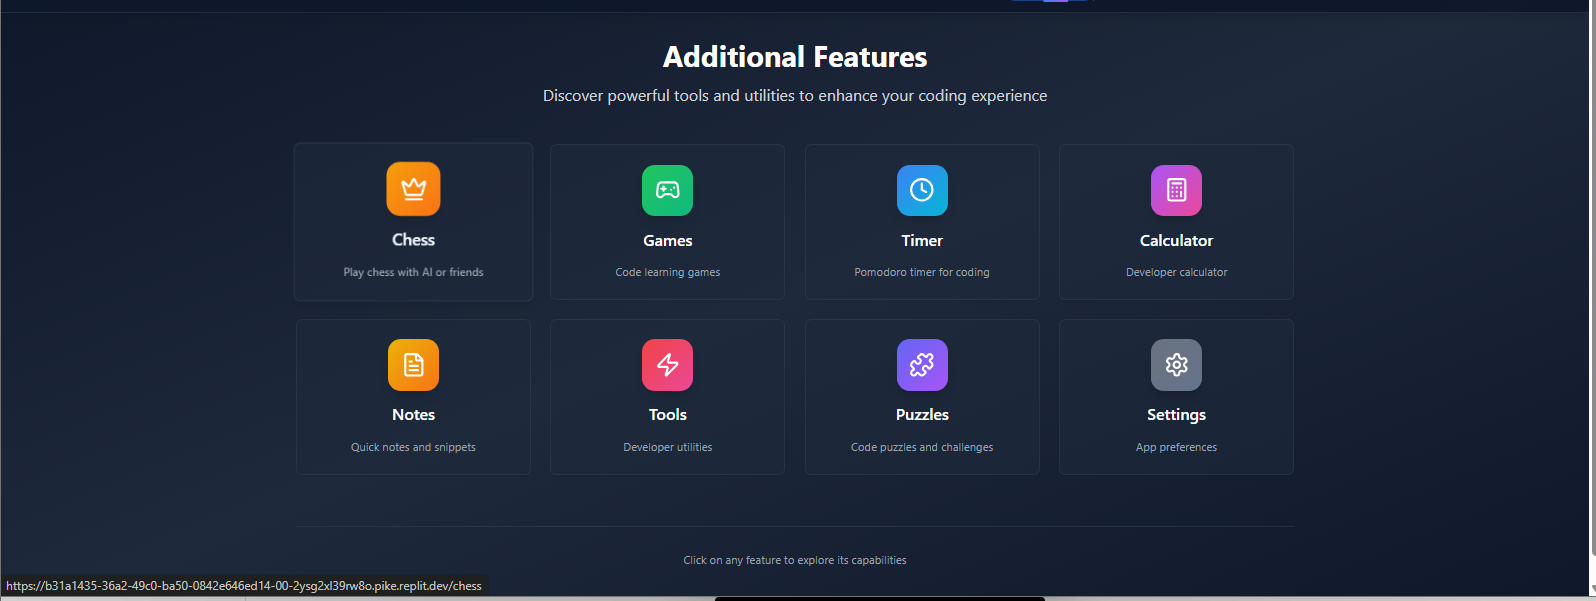 Additional Features
Discover powerful tools and utilities to enhance your coding experience
Chess
Play chess with AI or friends
Games
Code learning games
Timer
Pomodoro timer for coding
Calculator
Developer calculator
Notes
Quick notes and snippets
Tools
Developer utilities
Puzzles
Code puzzles and challenges
Settings
App preferences
Click on any feature to explore its capabilities
https://b31a1435-36a2-49c0-ba50-0842e646ed14-00-2ysg2xl39rw8o.pike.replit.dev/chess